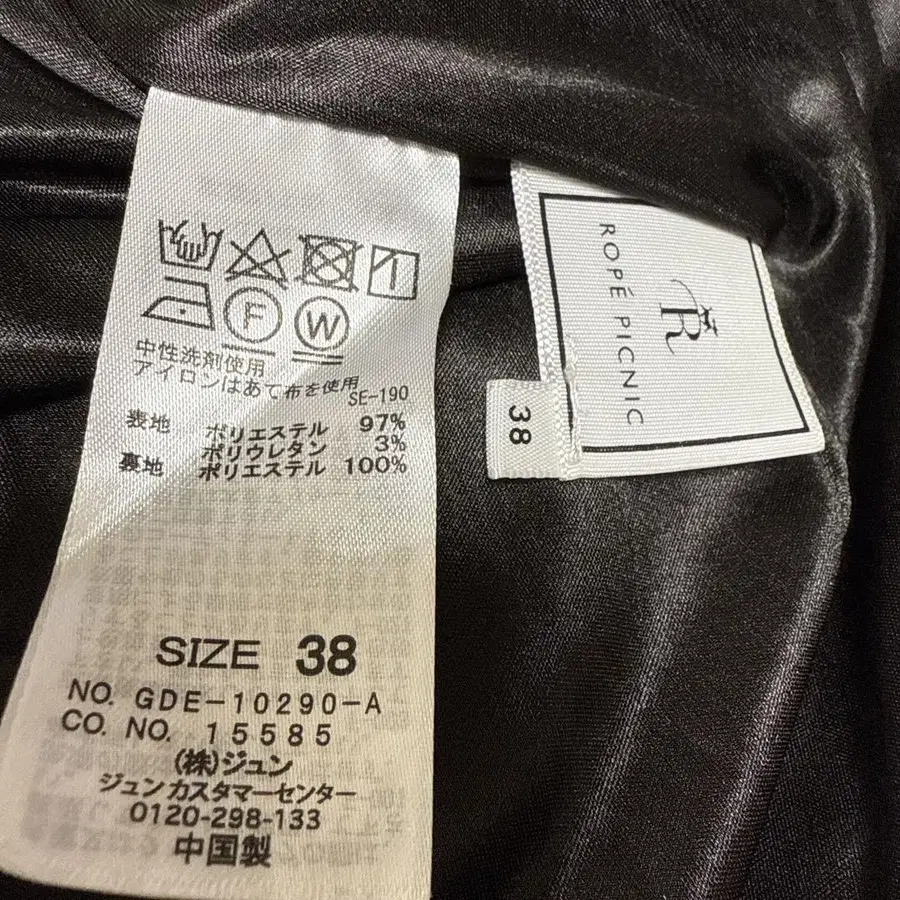 F
W
中性洗剤使用
アイロンはあて布を使用
SE-190
表地 ポリエステル 97%
ポリウレタン 3%
裏地 ポリエステル 100%
SIZE 38
NO. GDE-10290-A
CO. NO. 15585
(株)ジュン
ジュンカスタマーセンター
0120-298-133
中国製
R
ROPÉ PICNIC
38